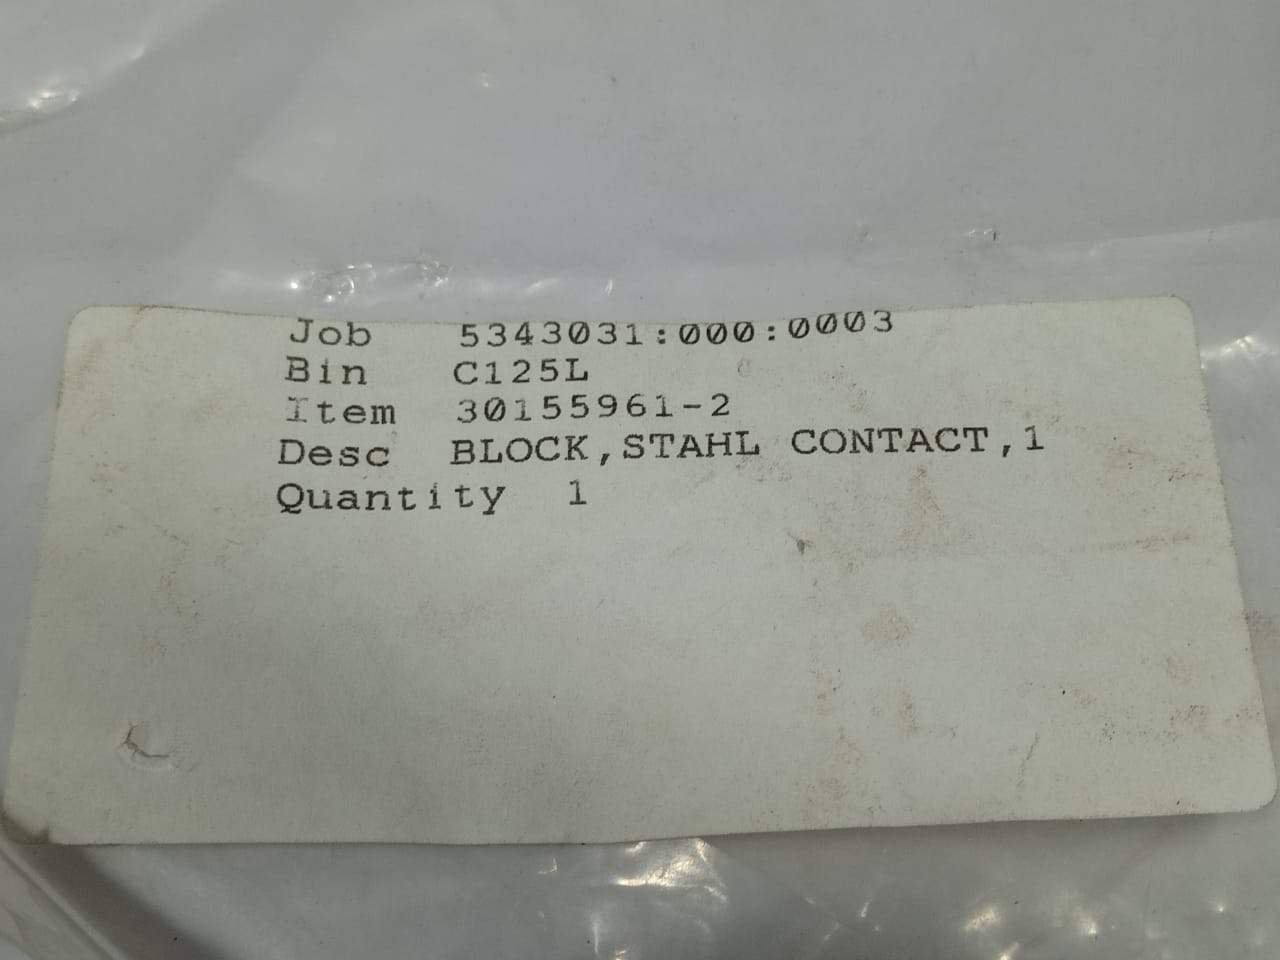 Job 5343031:000:0003
Bin C125L
Item 30155961-2
Desc BLOCK,STAHL CONTACT,1
Quantity 1